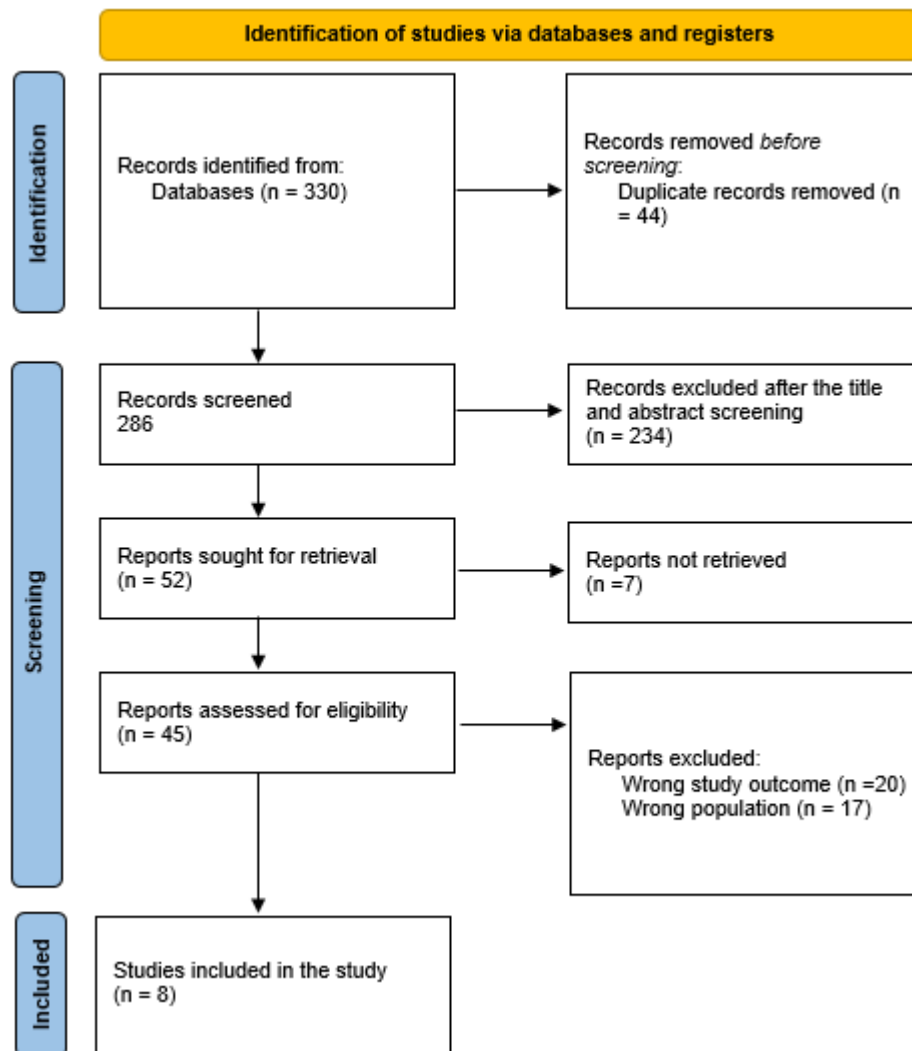 Identification of studies via databases and registers
Identification
Records identified from:
Databases (n = 330)
Records removed before
screening:
Duplicate records removed (n
= 44)
Screening
Records screened
286
Records excluded after the title
and abstract screening
(n = 234)
Reports sought for retrieval
(n = 52)
Reports not retrieved
(n =7)
Reports assessed for eligibility
(n = 45)
Reports excluded:
Wrong study outcome (n =20)
Wrong population (n = 17)
Included
Studies included in the study
(n = 8)